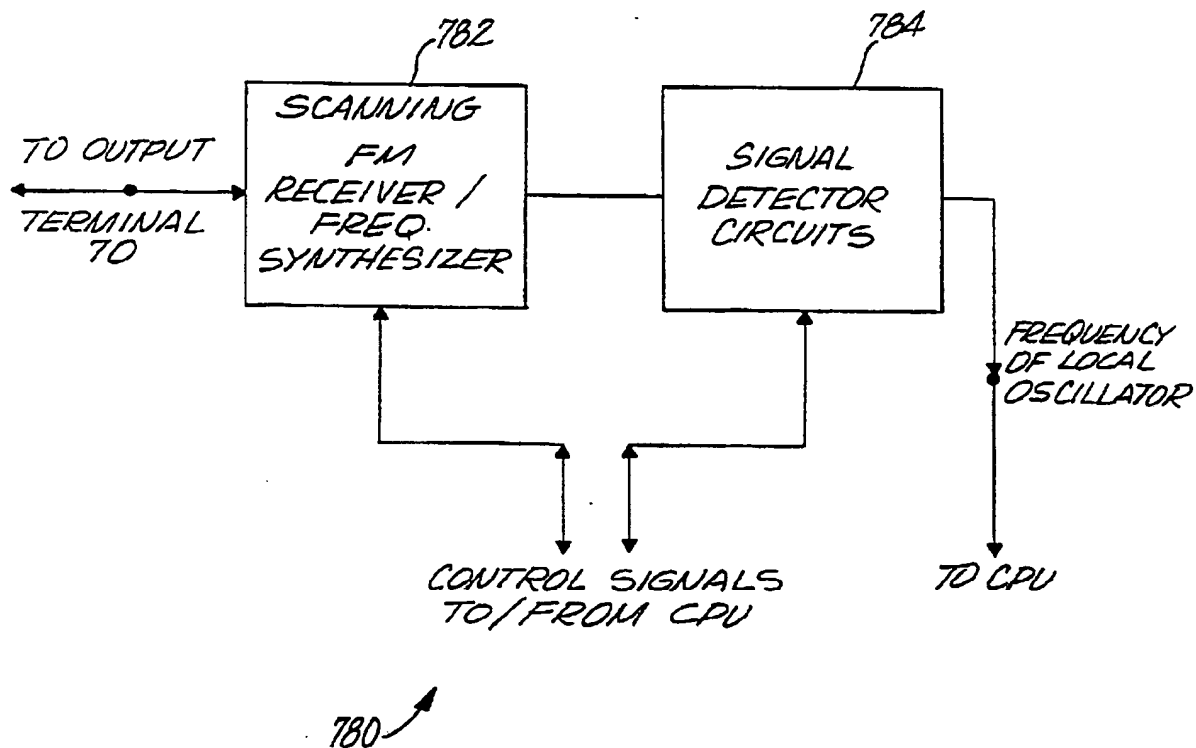 782
784
SCANNING
FM
RECEIVER /
FREQ.
SYNTHESIZER
TO OUTPUT
TERMINAL
70
SIGNAL
DETECTOR
CIRCUITS
FREQUENCY
OF LOCAL
OSCILLATOR
CONTROL SIGNALS
TO/FROM CPU
TO CPU
780